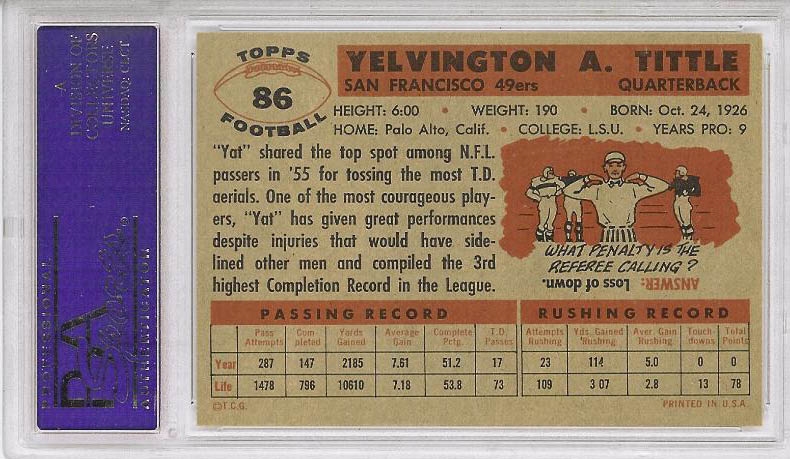 A
DIVISION OF
COLLECTORS
UNIVERSE
NASDAQ: CLCT
PSA
PROFESSIONAL
AUTHENTICATOR
TOPPS
86
FOOTBALL
YELVINGTON A. TITTLE
SAN FRANCISCO 49ers QUARTERBACK
HEIGHT: 6:00 • WEIGHT: 190 • BORN: Oct. 24, 1926
HOME: Palo Alto, Calif. • COLLEGE: L.S.U. • YEARS PRO: 9
"Yat" shared the top spot among N.F.L.
passers in '55 for tossing the most T.D.
aerials. One of the most courageous play-
ers, "Yat" has given great performances
despite injuries that would have side-
lined other men and compiled the 3rd
highest Completion Record in the League.
WHAT PENALTY IS THE
REFEREE CALLING?
ANSWER: Loss of down.
PASSING RECORD
Pass Attempts Com pleted Yards Gained Average Gain Complete Pctg. T.D. Passes
Year 287 147 2185 7.61 51.2 17
Life 1478 796 10610 7.18 53.8 73
RUSHING RECORD
Attempts Rushing Yds. Gained Rushing Aver. Gain Rushing Touch- downs Total Points
23 114 5.0 0 0
109 3 07 2.8 13 78
©T.C.G. PRINTED IN U.S.A.